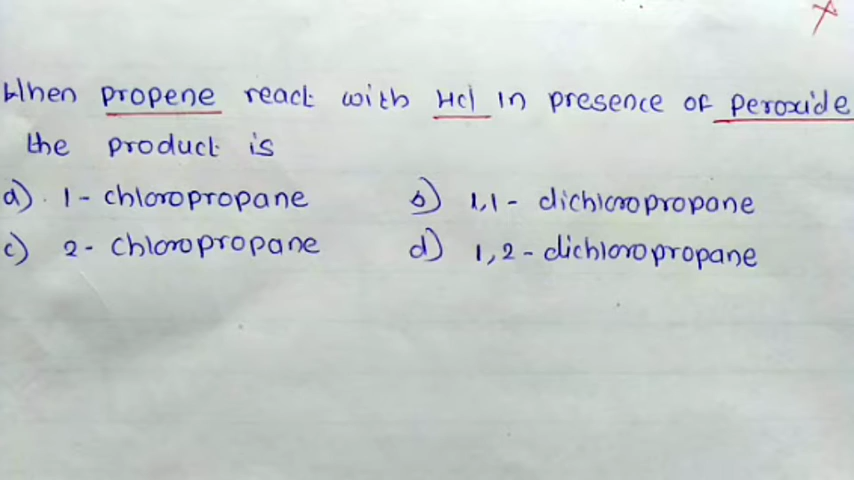 When propene react with HCl in presence of peroxide
the product is
a). 1- chloropropane b) 1,1- dichloropropane
c) 2- chloropropane d) 1,2- dichloropropane